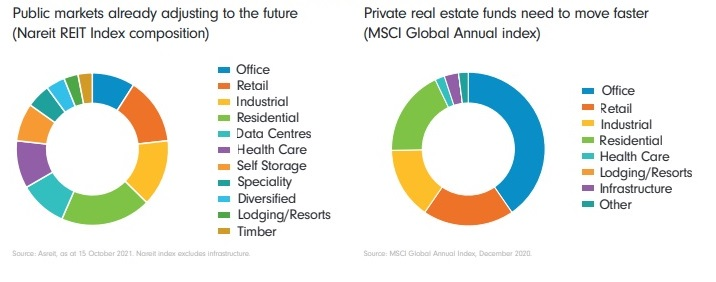 Public markets already adjusting to the future
(Nareit REIT Index composition)
Office
Retail
Industrial
Residential
Data Centres
Health Care
Self Storage
Speciality
Diversified
Lodging/Resorts
Timber
Source: Asreit, as at 15 October 2021. Nareit index excludes infrastructure.
Private real estate funds need to move faster
(MSCI Global Annual index)
Office
Retail
Industrial
Residential
Health Care
Lodging/Resorts
Infrastructure
Other
Source: MSCI Global Annual Index, December 2020.